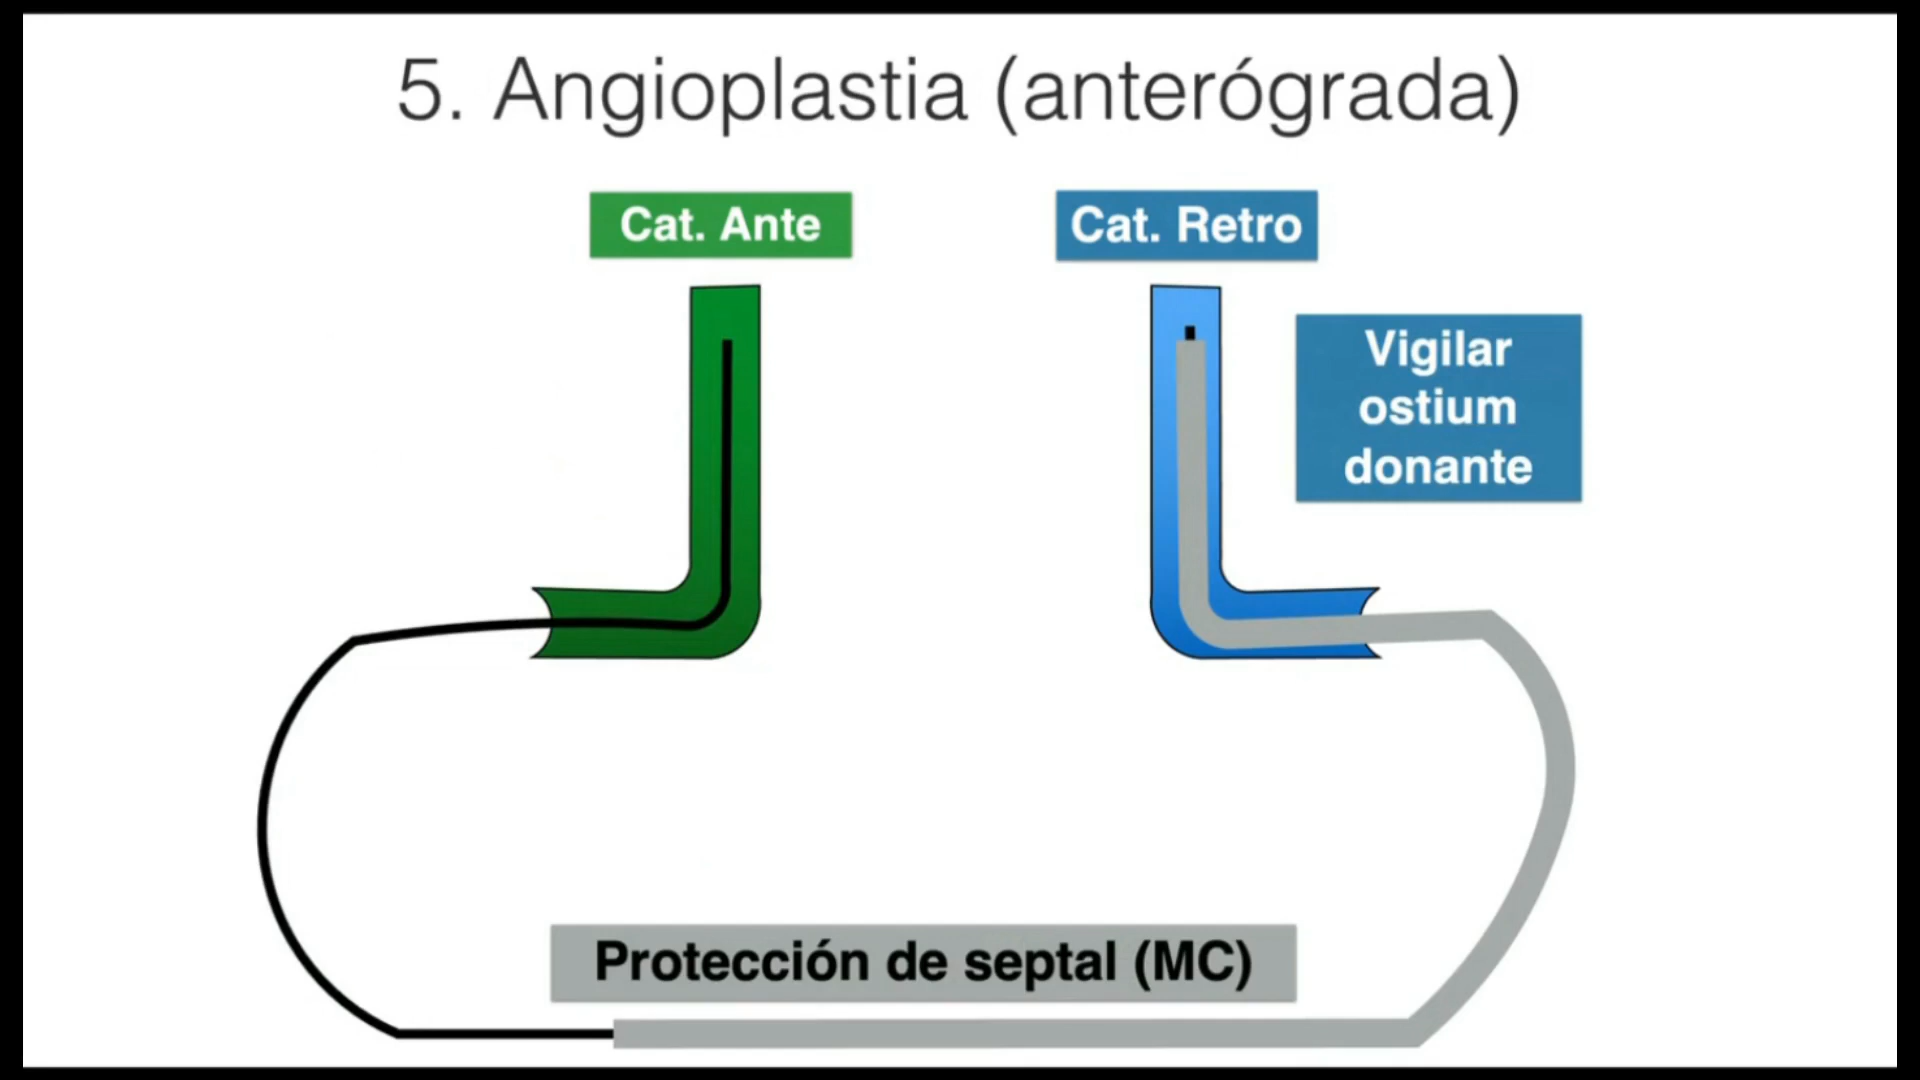 5. Angioplastia (anterógrada)
Cat. Ante
Cat. Retro
Vigilar
ostium
donante
Protección de septal (MC)